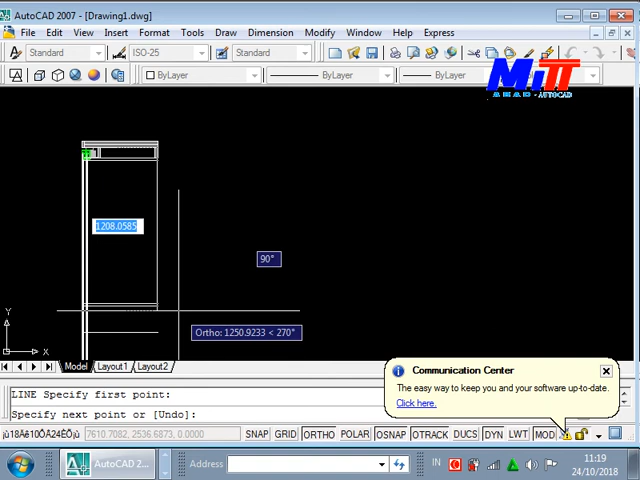 AutoCAD 2007 - [Drawing1.dwg]
File Edit View Insert Format Tools Draw Dimension Modify Window Help Express
Standard ISO-25 Standard
ByLayer ByLayer ByLayer
MiTT
AHAD - AUTOCAD
1208.0585
90°
Ortho: 1250.9233 < 270°
Y
X
Model Layout1 Layout2
Communication Center
The easy way to keep you and your software up-to-date.
Click here.
LINE Specify first point:
Specify next point or [Undo]:
7610.7082, 2536.6873, 0.0000 SNAP GRID ORTHO POLAR OSNAP OTRACK DUCS DYN LWT MOD
AutoCAD 2... Address IN 11:19
24/10/2018